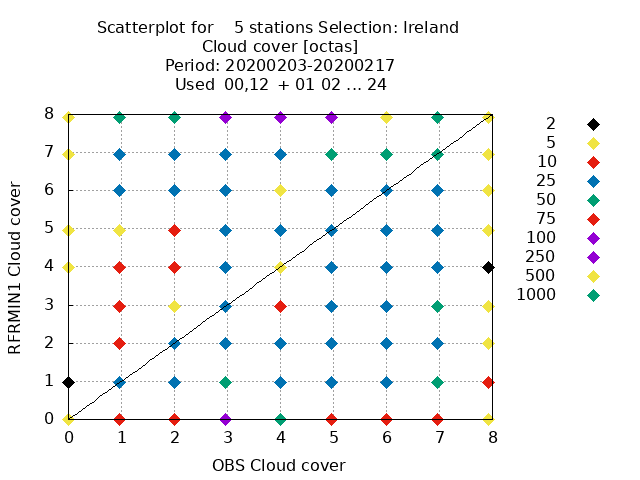 Scatterplot for    5 stations Selection: Ireland
Cloud cover [octas]
Period: 20200203-20200217
Used  00,12  + 01 02 ... 24
RFRMIN1 Cloud cover
8
7
6
5
4
3
2
1
0
0 1 2 3 4 5 6 7 8
OBS Cloud cover
2
5
10
25
50
75
100
250
500
1000